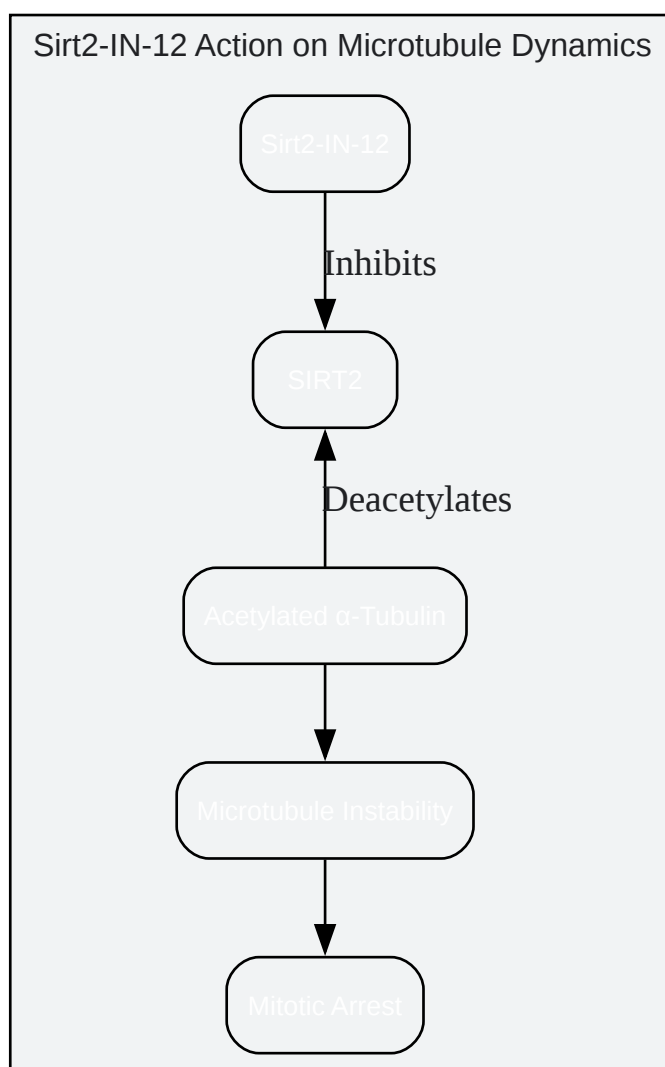 Sirt2-IN-12 Action on Microtubule Dynamics
Sirt2-IN-12
Inhibits
SIRT2
Deacetylates
Acetylated α-Tubulin
Microtubule Instability
Mitotic Arrest